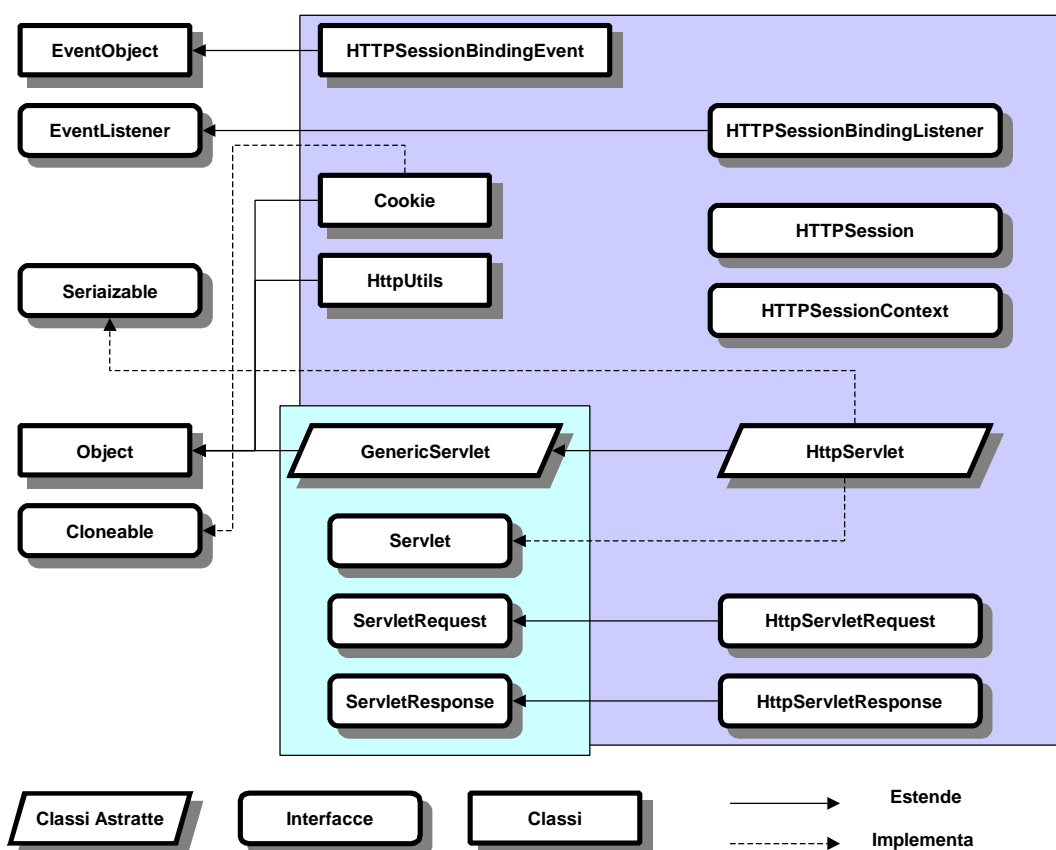 EventObject
HTTPSessionBindingEvent
EventListener
HTTPSessionBindingListener
Cookie
HTTPSession
Seriaizable
HttpUtils
HTTPSessionContext
Object
GenericServlet
HttpServlet
Cloneable
Servlet
ServletRequest
HttpServletRequest
ServletResponse
HttpServletResponse
Classi Astratte
Interfacce
Classi
Estende
Implementa